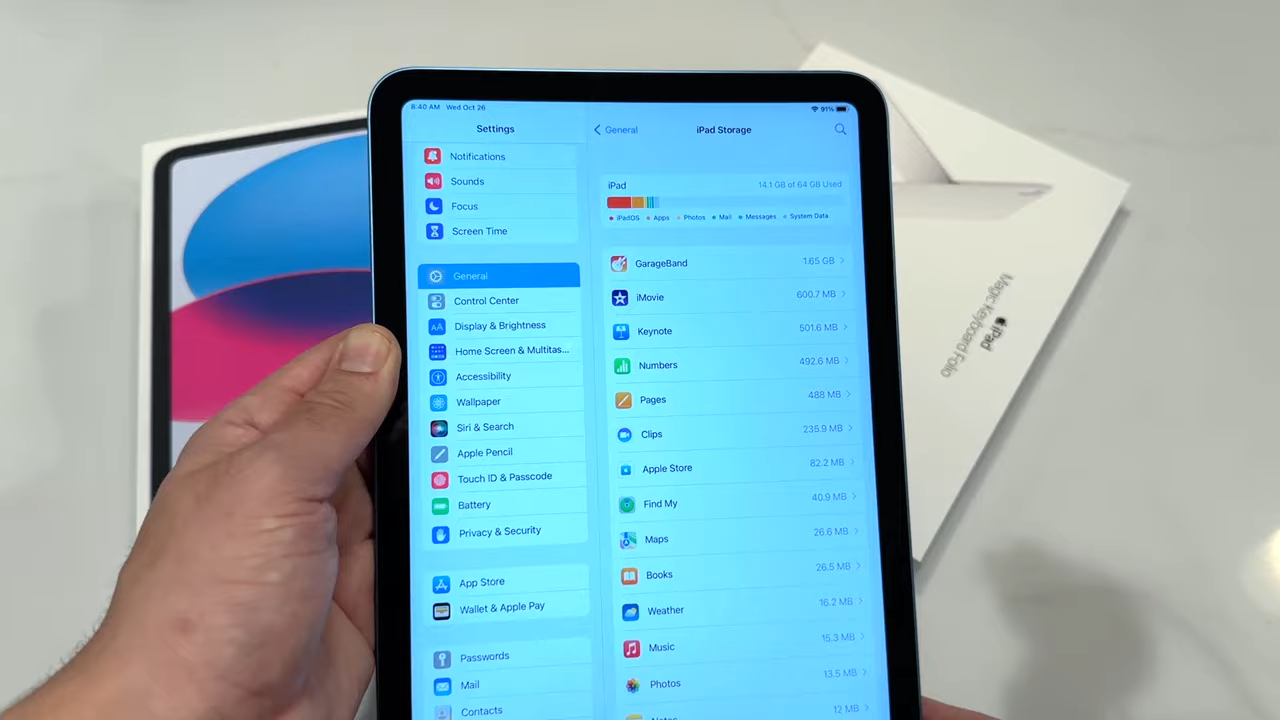 8:40 AM Wed Oct 26
91%
Settings
Notifications
Sounds
Focus
Screen Time
General
Control Center
Display & Brightness
Home Screen & Multitas...
Accessibility
Wallpaper
Siri & Search
Apple Pencil
Touch ID & Passcode
Battery
Privacy & Security
App Store
Wallet & Apple Pay
Passwords
Mail
Contacts
General
iPad Storage
iPad 14.1 GB of 64 GB Used
iPadOS Apps Photos Mail Messages System Data
GarageBand 1.65 GB
iMovie 600.7 MB
Keynote 501.6 MB
Numbers 492.6 MB
Pages 488 MB
Clips 235.9 MB
Apple Store 82.2 MB
Find My 40.9 MB
Maps 26.6 MB
Books 26.5 MB
Weather 16.2 MB
Music 15.3 MB
Photos 13.5 MB
12 MB
iPad
Magic Keyboard Folio